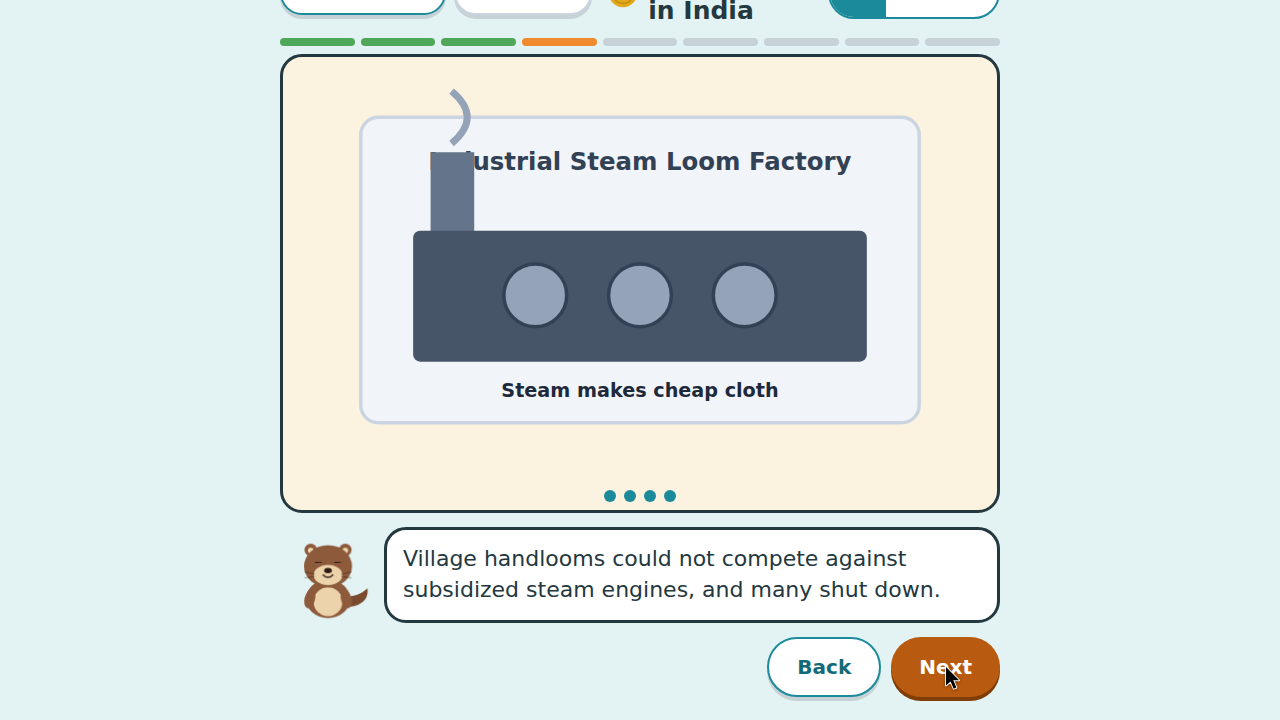 in India
Industrial Steam Loom Factory
Steam makes cheap cloth
Village handlooms could not compete against
subsidized steam engines, and many shut down.
Back
Next